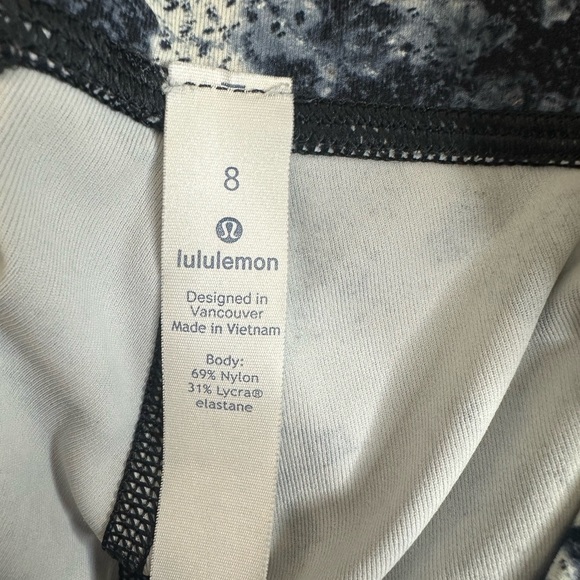 8
lululemon
Designed in
Vancouver
Made in Vietnam
Body:
69% Nylon
31% Lycra®
elastane